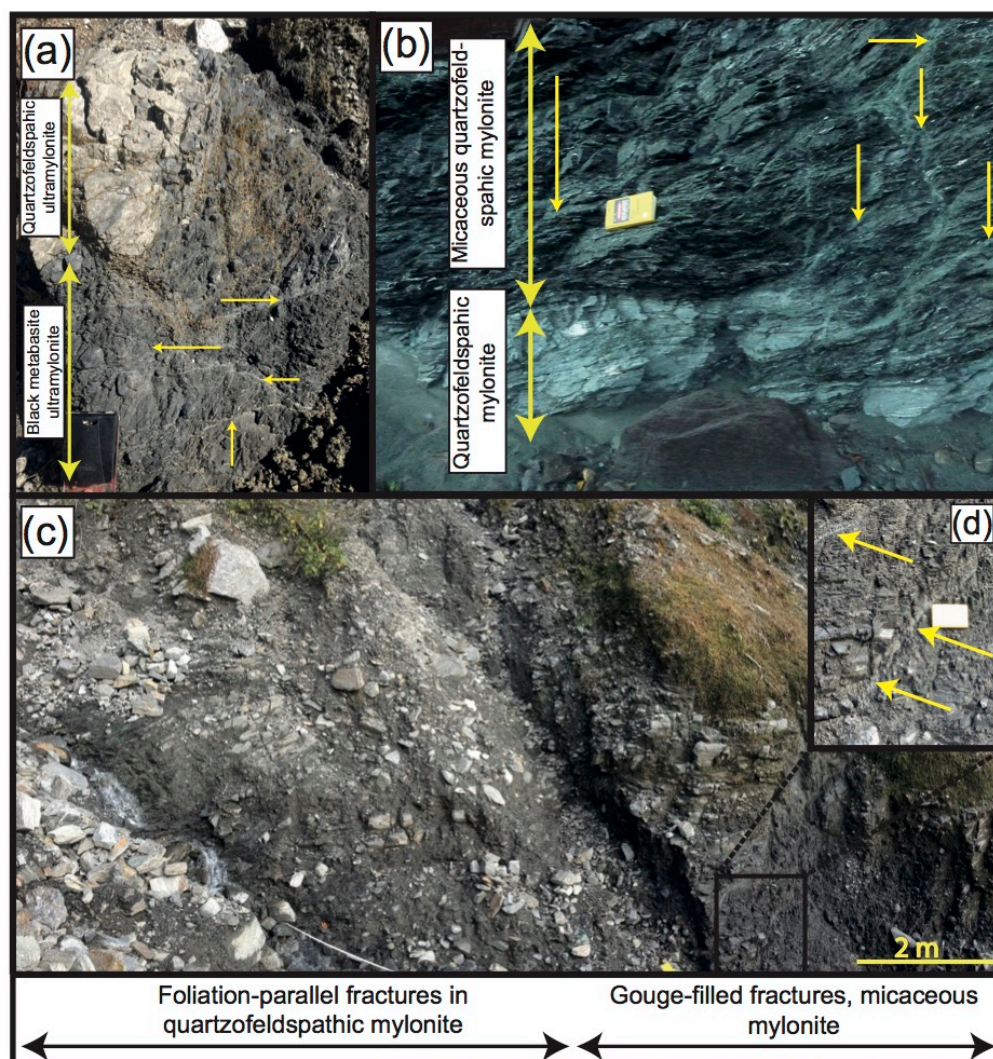 (a)
Quartzofeldspahic
ultramylonite
Black metabasite
ultramylonite
(b)
Micaceous quartzofeld-
spahic mylonite
Quartzofeldspahic
mylonite
(c)
(d)
2 m
Foliation-parallel fractures in
quartzofeldspathic mylonite
Gouge-filled fractures, micaceous
mylonite